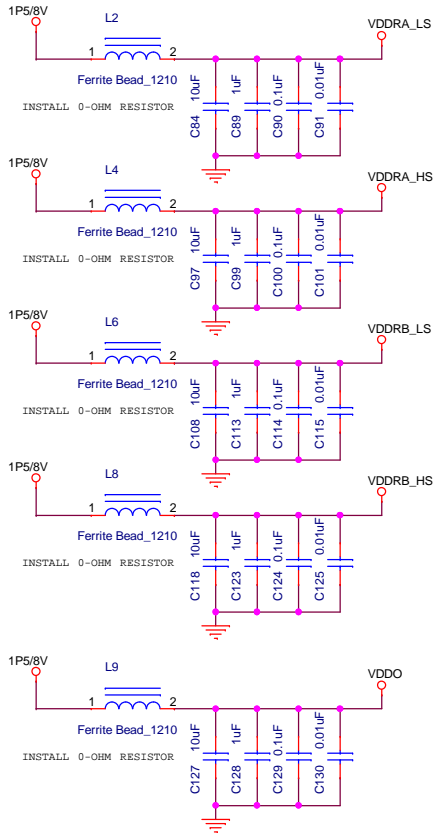 1P5/8V
L2
VDDRA_LS
1
2
Ferrite Bead_1210
INSTALL 0-OHM RESISTOR
C84 10uF
C89 1uF
C90 0.1uF
C91 0.01uF
1P5/8V
L4
VDDRA_HS
1
2
Ferrite Bead_1210
INSTALL 0-OHM RESISTOR
C97 10uF
C99 1uF
C100 0.1uF
C101 0.01uF
1P5/8V
L6
VDDRB_LS
1
2
Ferrite Bead_1210
INSTALL 0-OHM RESISTOR
C108 10uF
C113 1uF
C114 0.1uF
C115 0.01uF
1P5/8V
L8
VDDRB_HS
1
2
Ferrite Bead_1210
INSTALL 0-OHM RESISTOR
C118 10uF
C123 1uF
C124 0.1uF
C125 0.01uF
1P5/8V
L9
VDDO
1
2
Ferrite Bead_1210
INSTALL 0-OHM RESISTOR
C127 10uF
C128 1uF
C129 0.1uF
C130 0.01uF